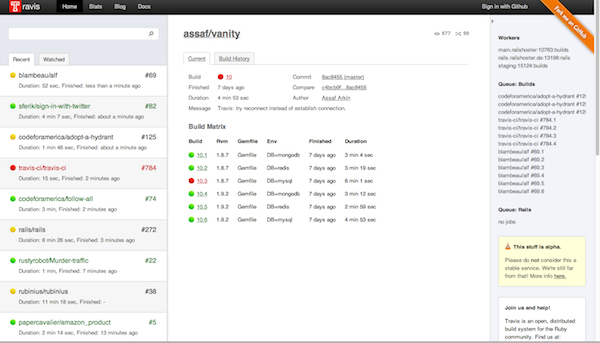 Travis Home Stats Blog Docs Sign in with Github
Fork me on GitHub
Recent Watched
blambeau/alf #69
Duration: 52 sec, Finished: less than a minute ago
sferik/sign-in-with-twitter #82
Duration: 4 min 7 sec, Finished: about a minute ago
codeforamerica/adopt-a-hydrant #125
Duration: 1 min 46 sec, Finished: about a minute ago
travis-ci/travis-ci #784
Duration: 15 sec, Finished: 2 minutes ago
codeforamerica/follow-all #74
Duration: 3 min 15 sec, Finished: 2 minutes ago
rails/rails #272
Duration: 8 min 26 sec, Finished: 3 minutes ago
rustyrobot/Murder-traffic #22
Duration: 1 min, Finished: 7 minutes ago
rubinius/rubinius #38
Duration: 11 min 18 sec, Finished: -
papercavalier/amazon_product #5
Duration: 2 min 14 sec, Finished: 13 minutes ago
assaf/vanity
Current Build History
Build 10 Commit 8ac8455 (master)
Finished 7 days ago Compare
Duration 4 min 53 sec Author Assaf Arkin
Message Travis: try reconnect instead of establish connection.
Build Matrix
Build Rvm Gemfile Env Finished Duration
10.1 1.8.7 Gemfile DB=mongodb 7 days ago 3 min 4 sec
10.2 1.8.7 Gemfile DB=redis 7 days ago 3 min 19 sec
10.3 1.8.7 Gemfile DB=mysql 7 days ago 6 min 1 sec
10.4 1.9.2 Gemfile DB=mongodb 7 days ago 3 min 12 sec
10.5 1.9.2 Gemfile DB=redis 7 days ago 2 min 59 sec
10.6 1.9.2 Gemfile DB=mysql 7 days ago 4 min 53 sec
Workers
main.railshoster:10763:builds
rails.railshoster.de:13198:rails
staging:15124:builds
Queue: Builds
codeforamerica/adopt-a-hydrant #12
codeforamerica/adopt-a-hydrant #12
travis-ci/travis-ci #784.1
travis-ci/travis-ci #784.2
travis-ci/travis-ci #784.3
travis-ci/travis-ci #784.4
blambeau/alf #69.1
blambeau/alf #69.2
blambeau/alf #69.3
blambeau/alf #69.4
blambeau/alf #69.5
blambeau/alf #69.6
Queue: Rails
no jobs
This stuff is alpha.
Please do not consider this a
stable service. We're still far
from that! More info here.
Join us and help!
Travis is an open, distributed
build system for the Ruby
community. Find us at: